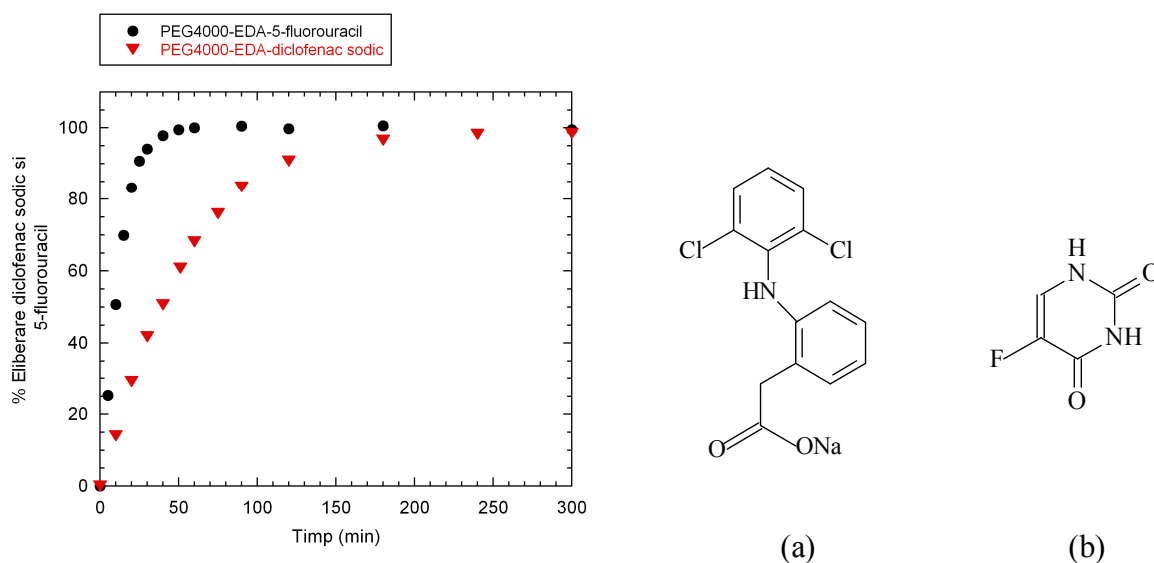 PEG4000-EDA-5-fluorouracil
PEG4000-EDA-diclofenac sodic
% Eliberare diclofenac sodic si
5-fluorouracil
100
80
60
40
20
0
0 50 100 150 200 250 300
Timp (min)
Cl Cl
HN
O ONa
(a)
H
N O
NH
F
O
(b)